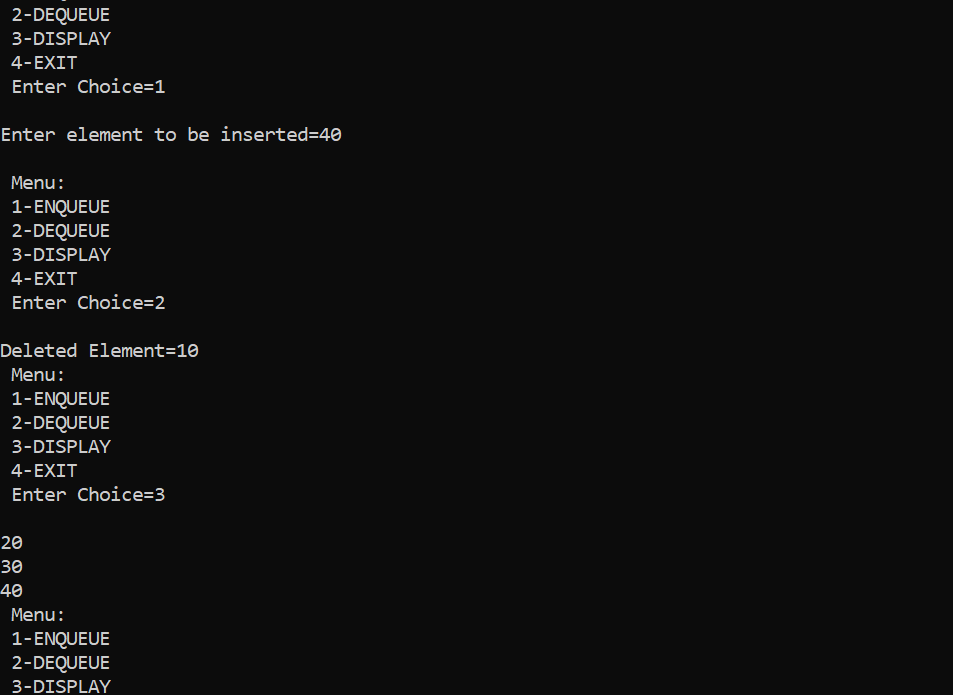 2-DEQUEUE
3-DISPLAY
4-EXIT
Enter Choice=1
Enter element to be inserted=40
Menu:
1-ENQUEUE
2-DEQUEUE
3-DISPLAY
4-EXIT
Enter Choice=2
Deleted Element=10
Menu:
1-ENQUEUE
2-DEQUEUE
3-DISPLAY
4-EXIT
Enter Choice=3
20
30
40
Menu:
1-ENQUEUE
2-DEQUEUE
3-DISPLAY